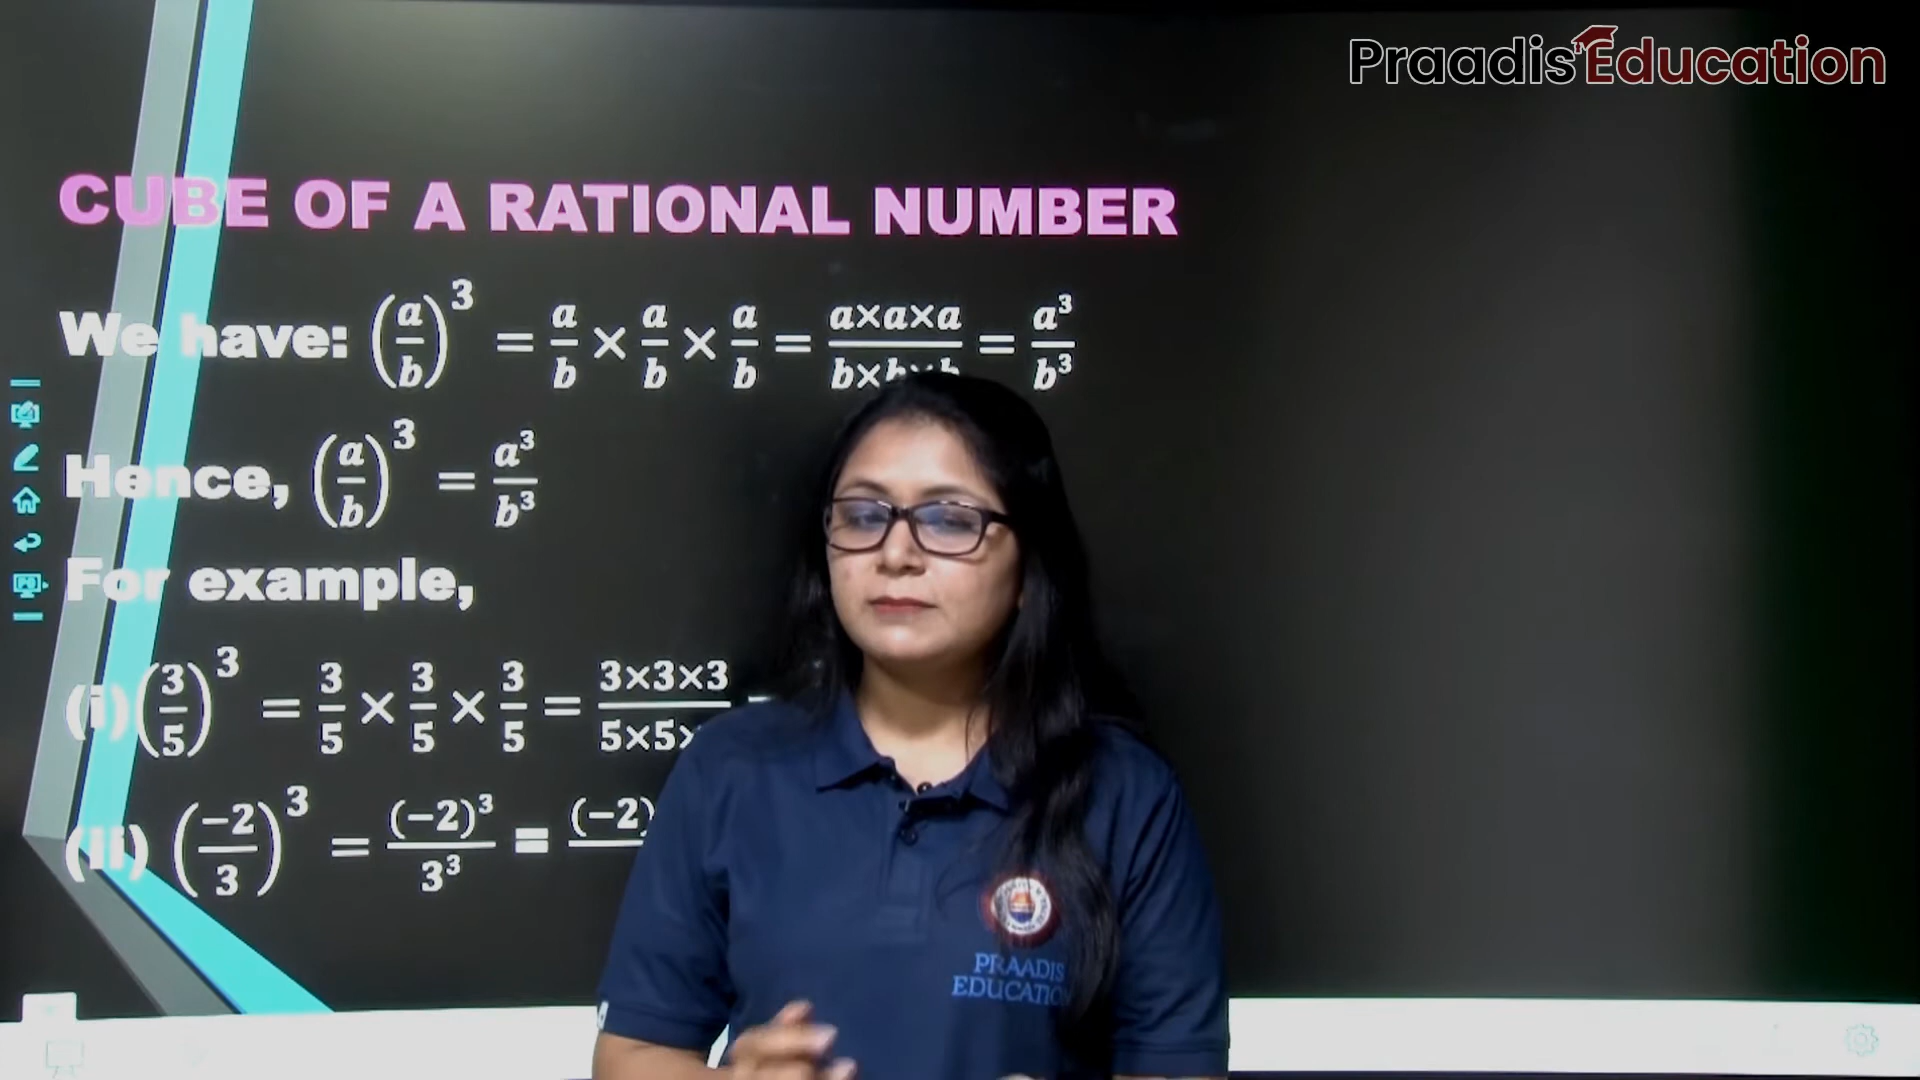 Praadis Education
CUBE OF A RATIONAL NUMBER
We have: (a/b)³ = a/b × a/b × a/b = a×a×a/b×b×b = a³/b³
Hence, (a/b)³ = a³/b³
For example,
(i) (3/5)³ = 3/5 × 3/5 × 3/5 = 3×3×3/5×5×
(ii) (-2/3)³ = (-2)³/3³ = (-2)
PRAADIS
EDUCATION